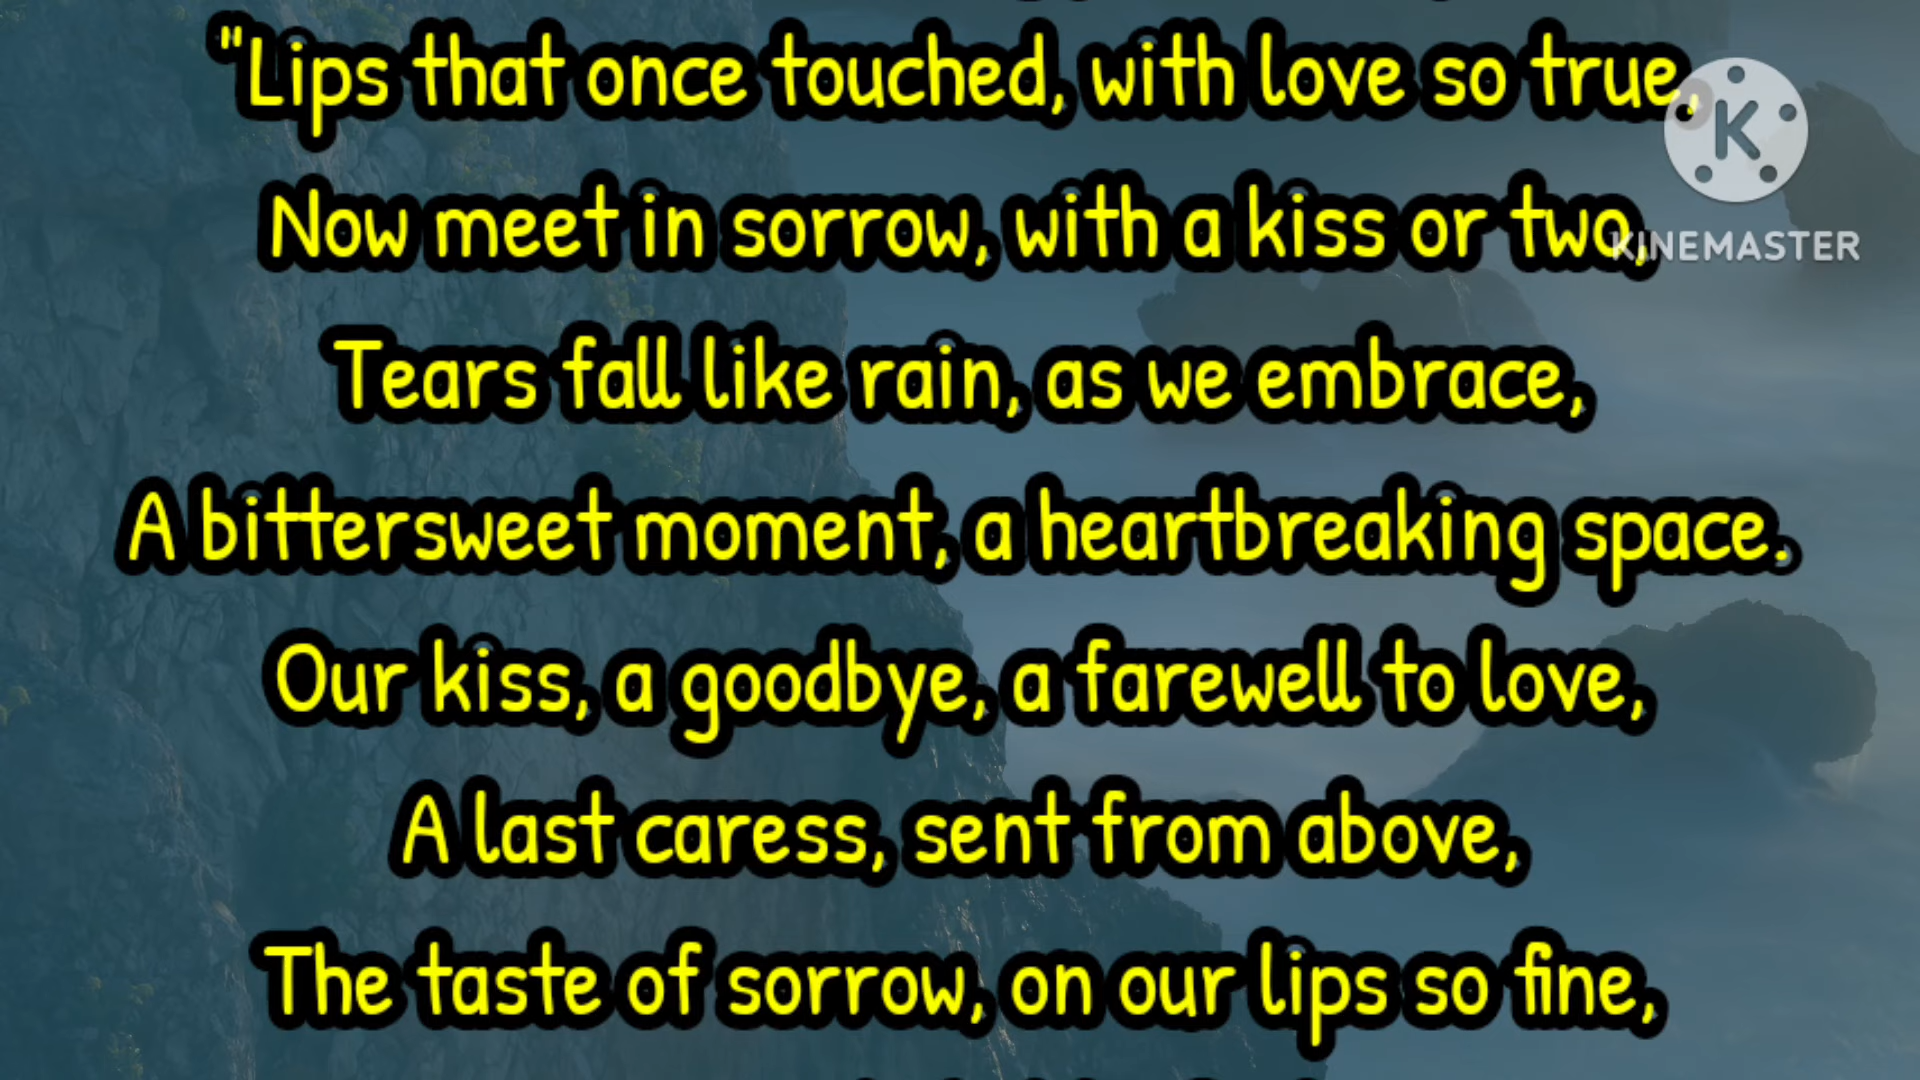 "Lips that once touched, with love so true,
K
Now meet in sorrow, with a kiss or two,
KINEMASTER
Tears fall like rain, as we embrace,
A bittersweet moment, a heartbreaking space.
Our kiss, a goodbye, a farewell to love,
A last caress, sent from above,
The taste of sorrow, on our lips so fine,